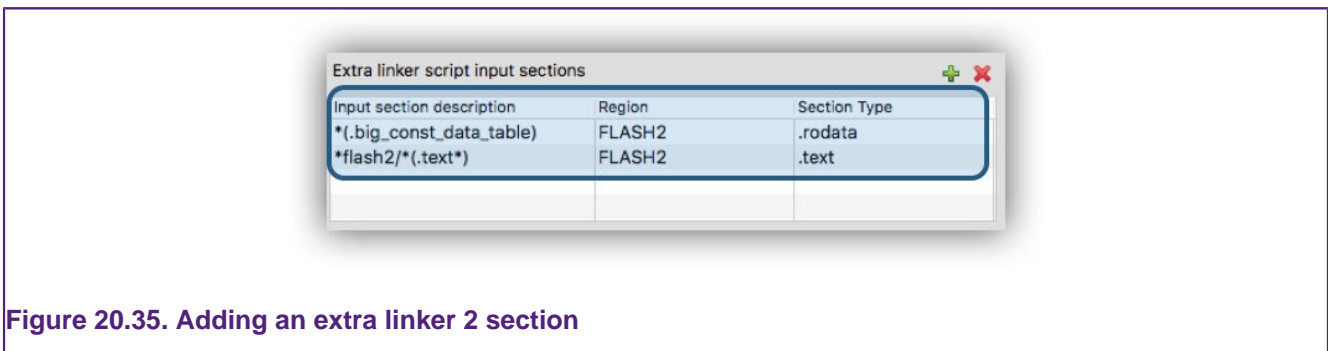 Extra linker script input sections
Input section description Region Section Type
*(.big_const_data_table) FLASH2 .rodata
*flash2/*(.text*) FLASH2 .text
Figure 20.35. Adding an extra linker 2 section